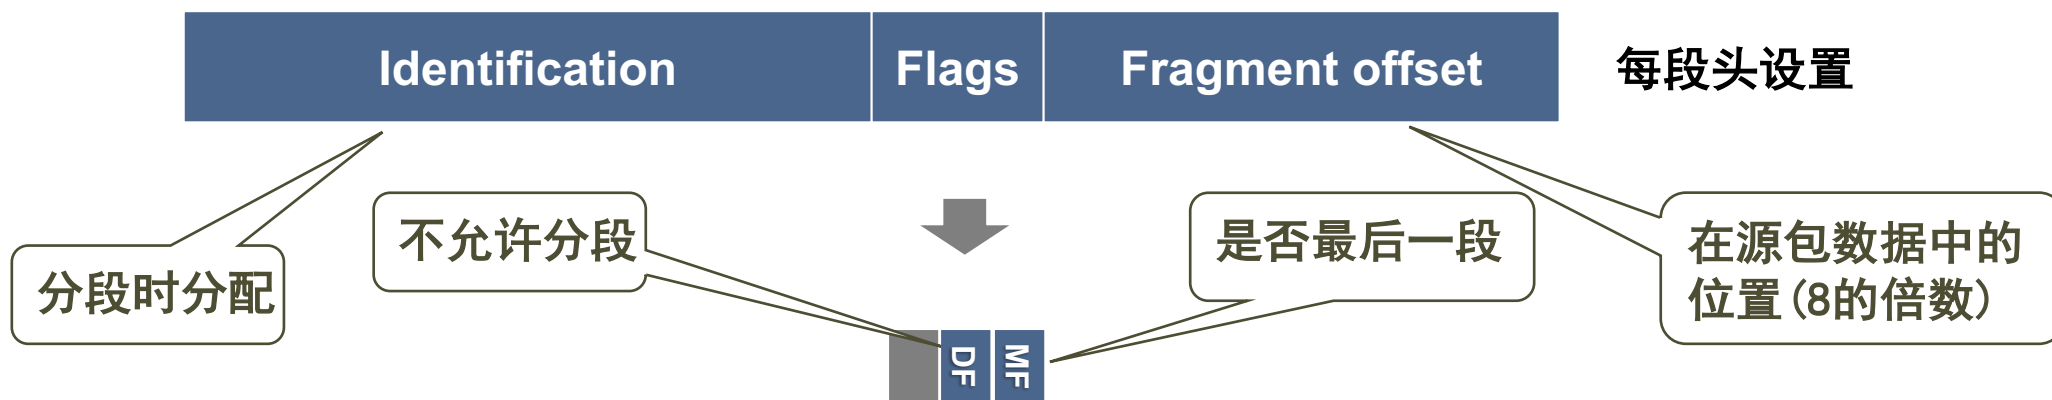 Identification Flags Fragment offset 每段头设置
分段时分配
不允许分段
是否最后一段
在源包数据中的
位置(8的倍数)
DF MF